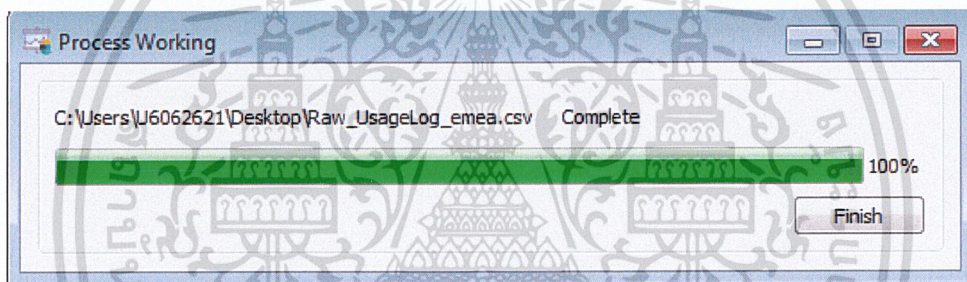 Process Working
C:\Users\U6062621\Desktop\Raw_UsageLog_emea.csv Complete
100%
Finish